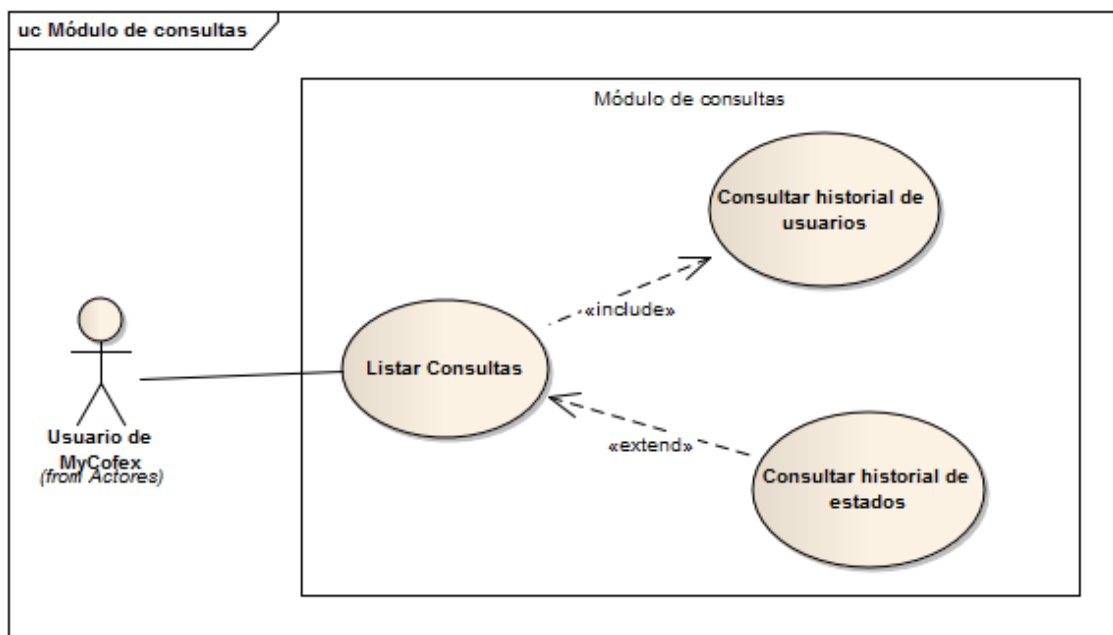 uc Módulo de consultas
Módulo de consultas
Consultar historial de
usuarios
«include»
Listar Consultas
«extend»
Consultar historial de
estados
Usuario de
MyCofex
(from Actores)